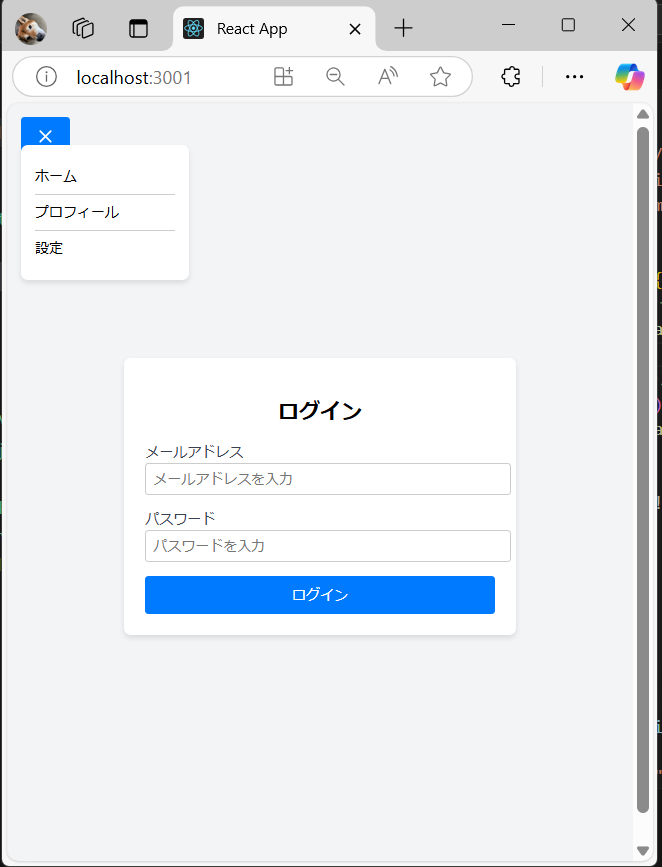 React App
localhost:3001
ホーム
プロフィール
設定
ログイン
メールアドレス
メールアドレスを入力
パスワード
パスワードを入力
ログイン